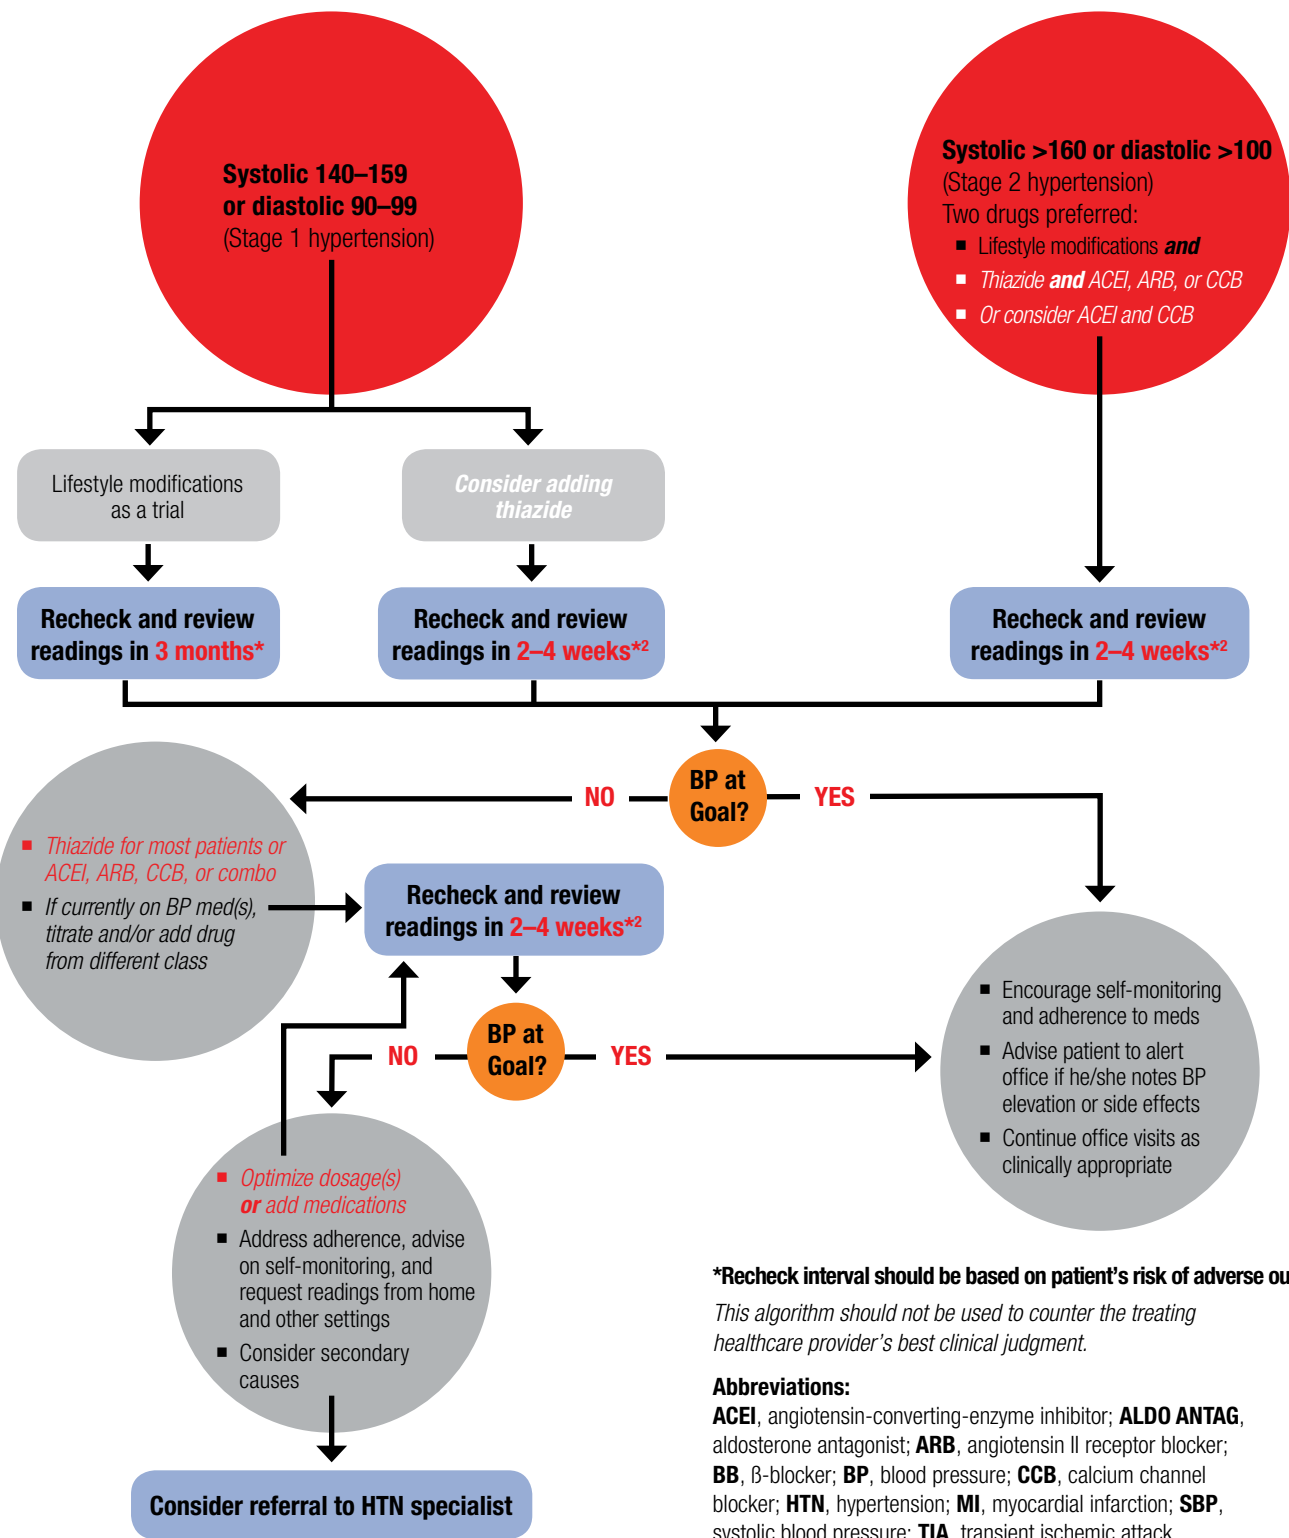 Systolic 140–159
or diastolic 90–99
(Stage 1 hypertension)
Systolic >160 or diastolic >100
(Stage 2 hypertension)
Two drugs preferred:
■ Lifestyle modifications and
■ Thiazide and ACEI, ARB, or CCB
■ Or consider ACEI and CCB
Lifestyle modifications
as a trial
Consider adding
thiazide
Recheck and review
readings in 3 months*
Recheck and review
readings in 2–4 weeks*2
Recheck and review
readings in 2–4 weeks*2
BP at
Goal?
NO
YES
■ Thiazide for most patients or
ACEI, ARB, CCB, or combo
■ If currently on BP med(s),
titrate and/or add drug
from different class
Recheck and review
readings in 2–4 weeks*2
BP at
Goal?
NO
YES
■ Encourage self-monitoring
and adherence to meds
■ Advise patient to alert
office if he/she notes BP
elevation or side effects
■ Continue office visits as
clinically appropriate
■ Optimize dosage(s)
or add medications
■ Address adherence, advise
on self-monitoring, and
request readings from home
and other settings
■ Consider secondary
causes
Consider referral to HTN specialist
*Recheck interval should be based on patient’s risk of adverse ou
This algorithm should not be used to counter the treating
healthcare provider’s best clinical judgment.
Abbreviations:
ACEI, angiotensin-converting-enzyme inhibitor; ALDO ANTAG,
aldosterone antagonist; ARB, angiotensin II receptor blocker;
BB, ß-blocker; BP, blood pressure; CCB, calcium channel
blocker; HTN, hypertension; MI, myocardial infarction; SBP,
systolic blood pressure; TIA, transient ischemic attack